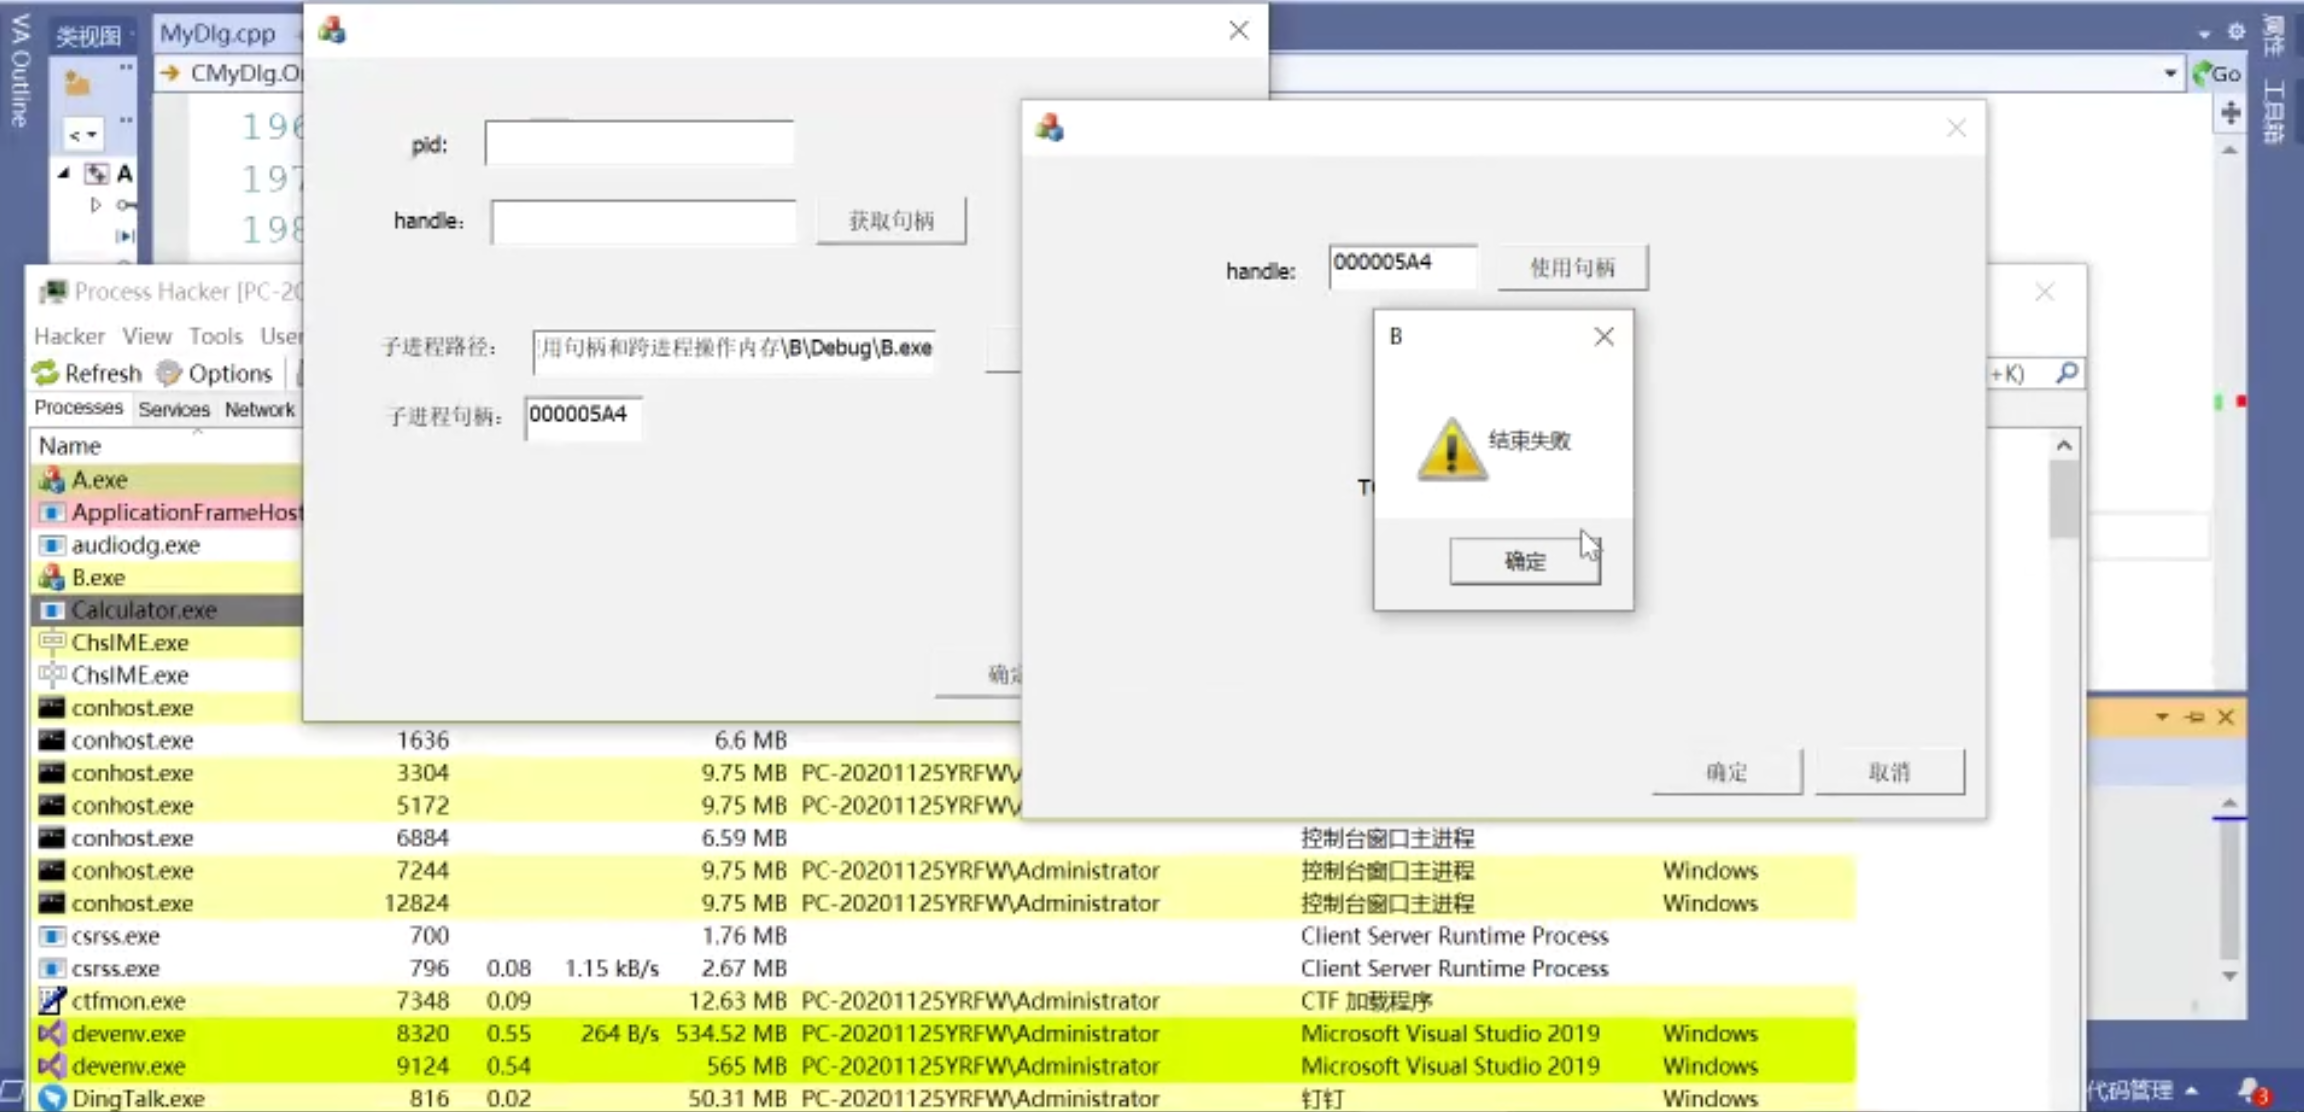 VA Outline
类视图
MyDlg.cpp
CMyDlg.O
Go
属性
工具箱
196
197
198
A
pid:
handle:
获取句柄
子进程路径:
用句柄和跨进程操作内存\B\Debug\B.exe
子进程句柄:
000005A4
handle:
000005A4
使用句柄
B
结束失败
确定
确定
取消
Process Hacker [PC-20
Hacker View Tools User
Refresh Options
+K)
Processes Services Network
Name
A.exe
ApplicationFrameHost
audiodg.exe
B.exe
Calculator.exe
ChsIME.exe
ChsIME.exe
conhost.exe
conhost.exe 1636 6.6 MB
conhost.exe 3304 9.75 MB PC-20201125YRFW\A
conhost.exe 5172 9.75 MB PC-20201125YRFW\A
conhost.exe 6884 6.59 MB 控制台窗口主进程
conhost.exe 7244 9.75 MB PC-20201125YRFW\Administrator 控制台窗口主进程 Windows
conhost.exe 12824 9.75 MB PC-20201125YRFW\Administrator 控制台窗口主进程 Windows
csrss.exe 700 1.76 MB Client Server Runtime Process
csrss.exe 796 0.08 1.15 kB/s 2.67 MB Client Server Runtime Process
ctfmon.exe 7348 0.09 12.63 MB PC-20201125YRFW\Administrator CTF 加载程序
devenv.exe 8320 0.55 264 B/s 534.52 MB PC-20201125YRFW\Administrator Microsoft Visual Studio 2019 Windows
devenv.exe 9124 0.54 565 MB PC-20201125YRFW\Administrator Microsoft Visual Studio 2019 Windows
DingTalk.exe 816 0.02 50.31 MB PC-20201125YRFW\Administrator 钉钉 Windows
代码管理
3